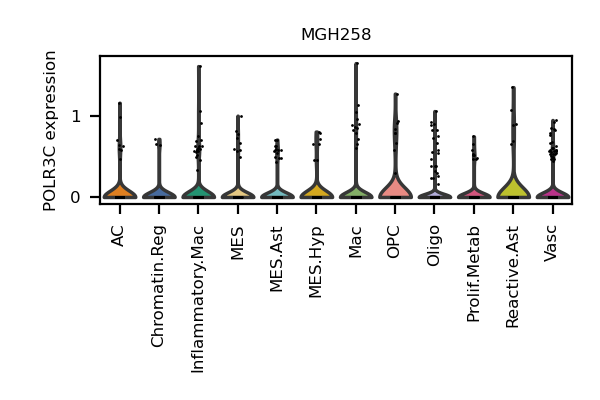 MGH258
POLR3C expression
1
0
AC
Chromatin.Reg
Inflammatory.Mac
MES
MES.Ast
MES.Hyp
Mac
OPC
Oligo
Prolif.Metab
Reactive.Ast
Vasc